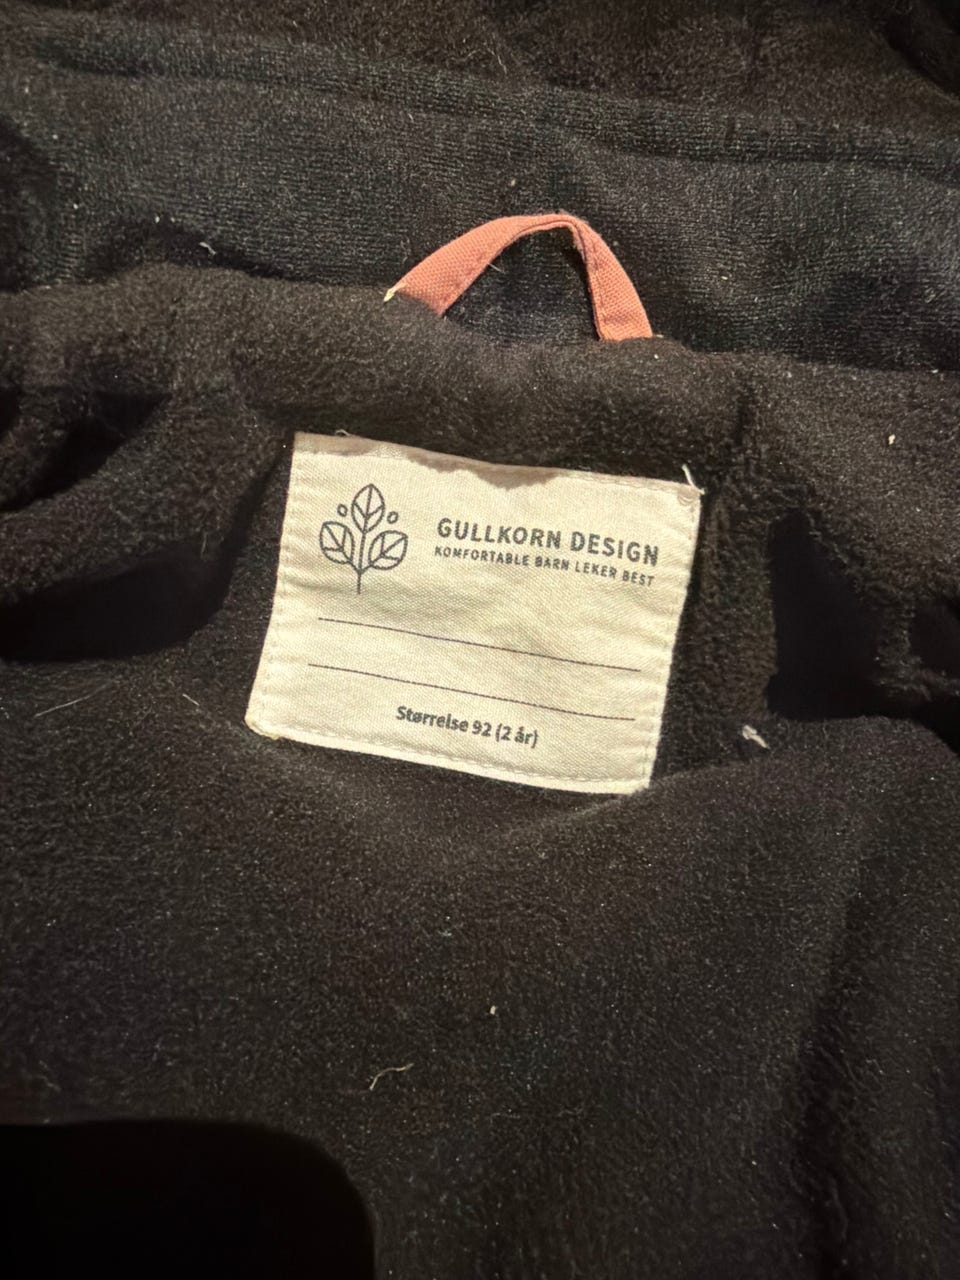 GULLKORN DESIGN
KOMFORTABLE BARN LEKER BEST
Størrelse 92 (2 år)